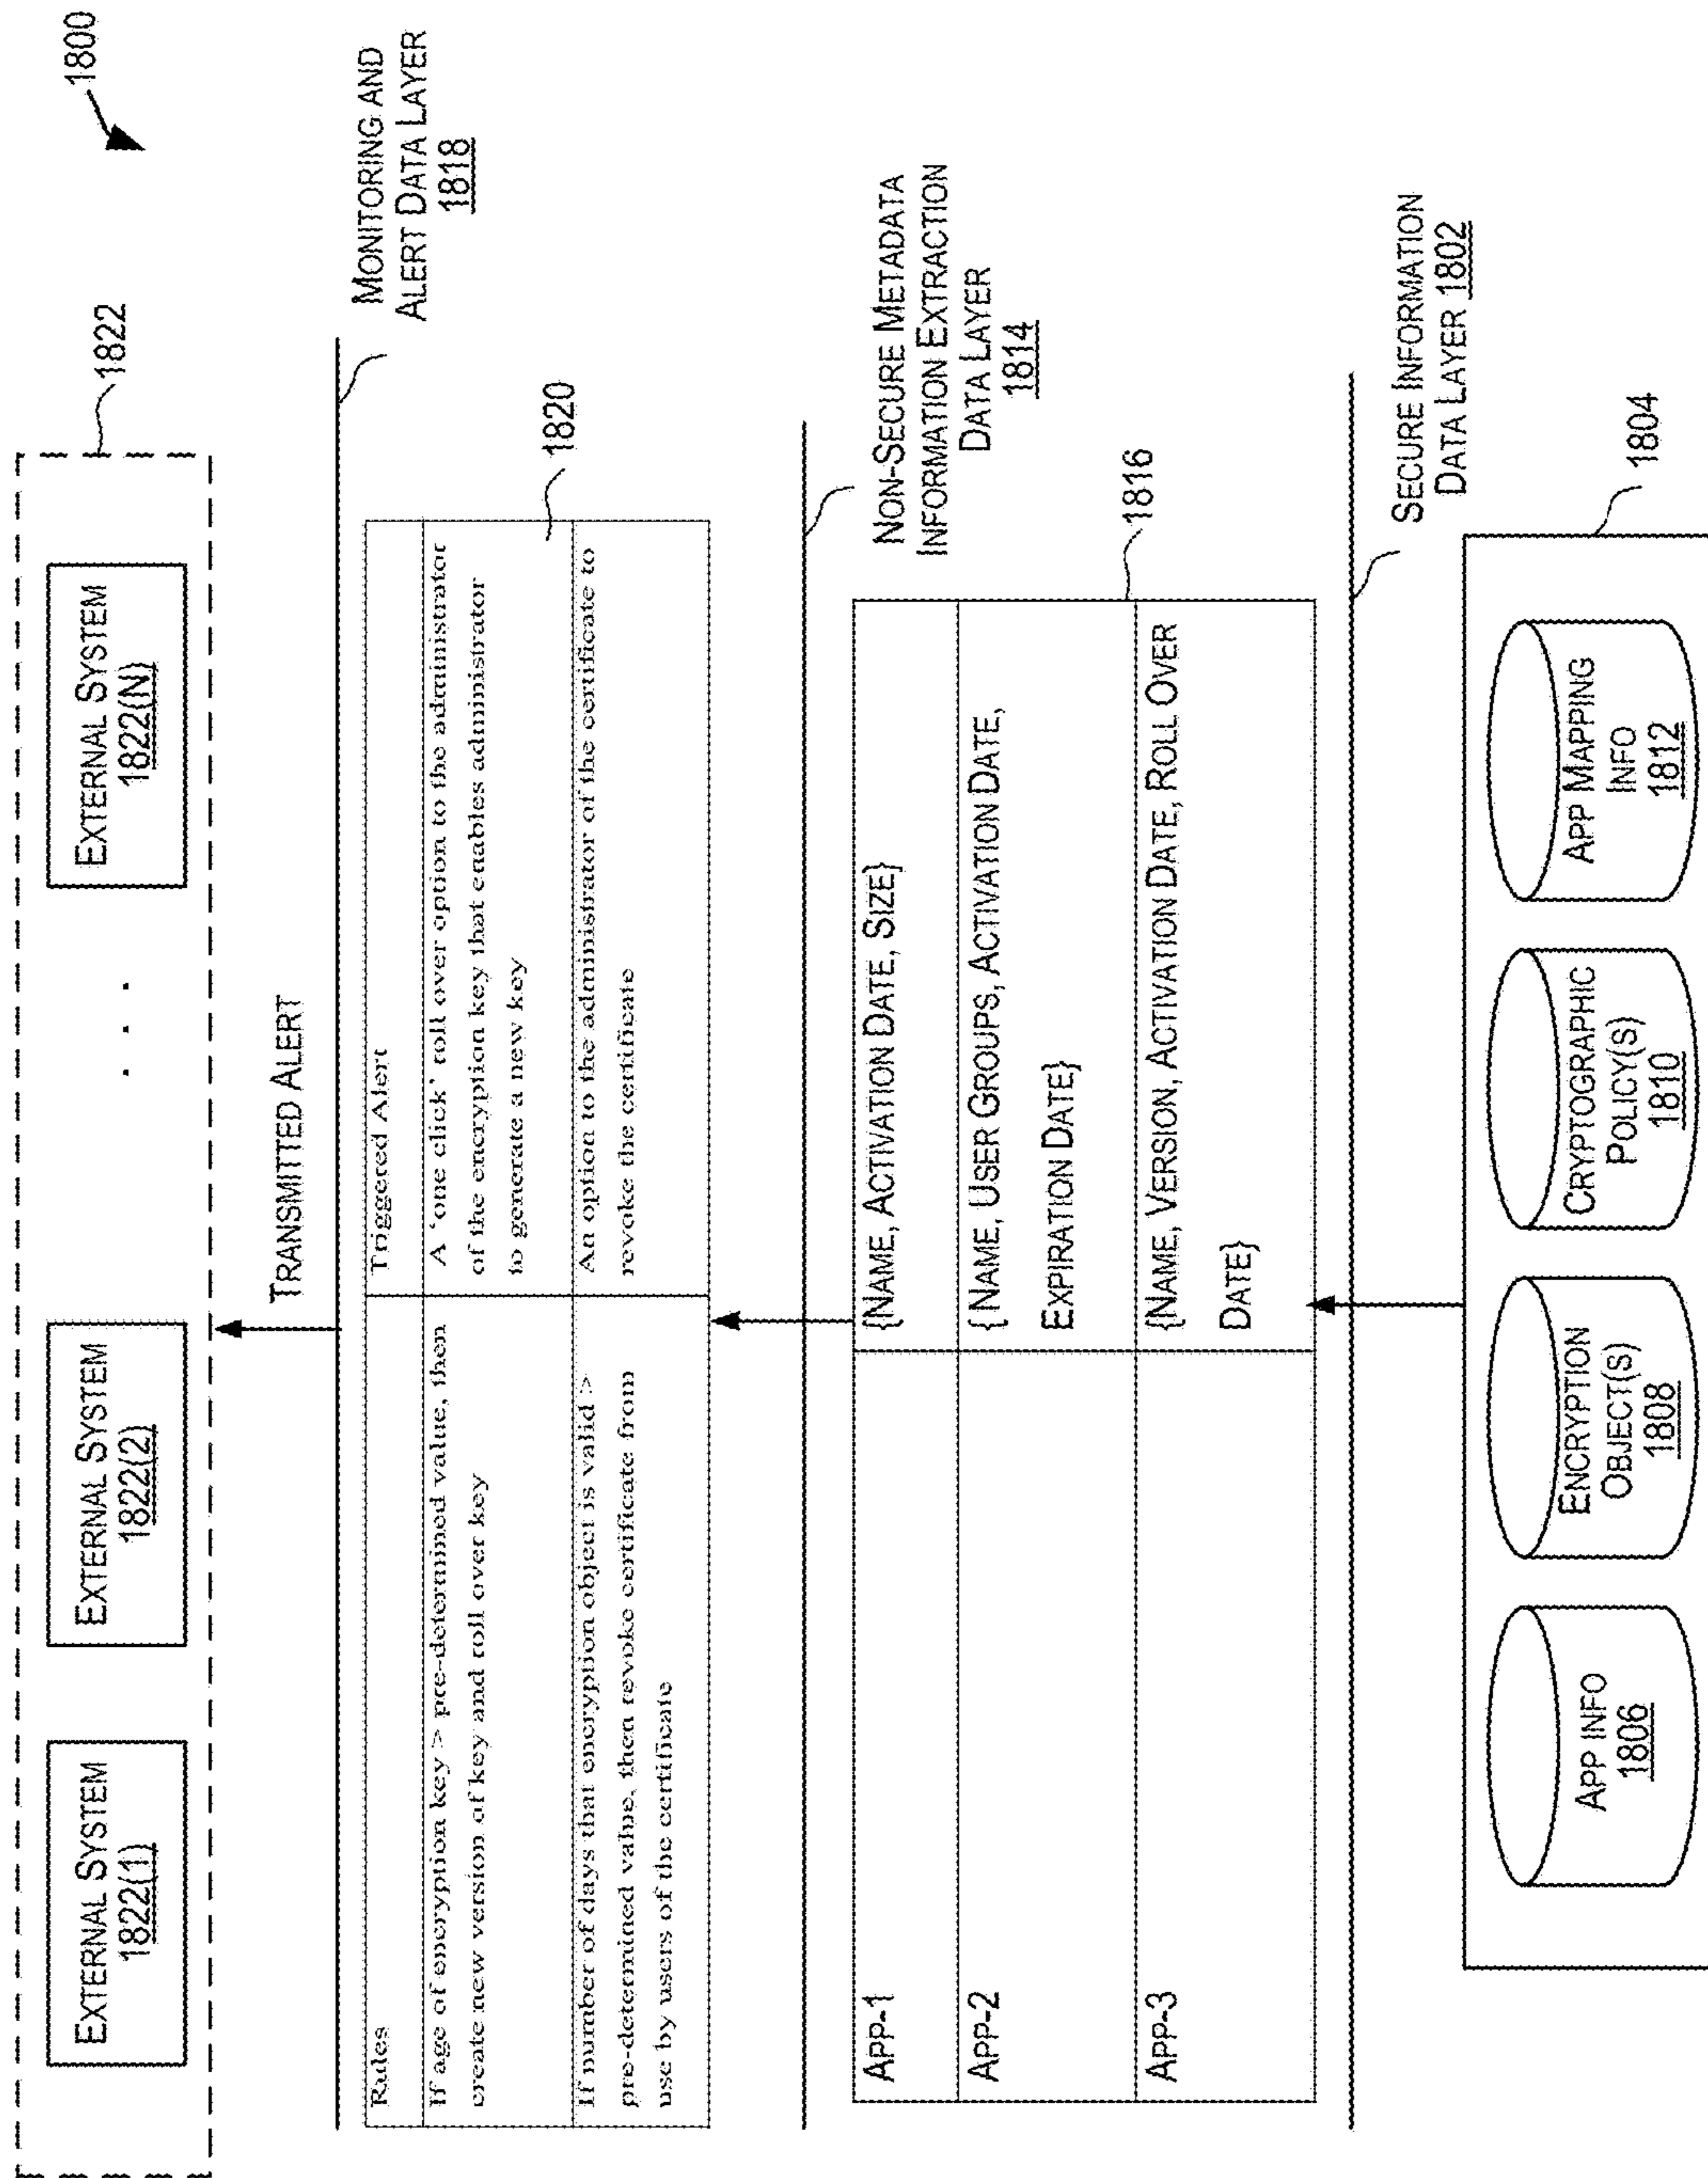 1800
EXTERNAL SYSTEM
1822(1)
EXTERNAL SYSTEM
1822(2)
. . .
EXTERNAL SYSTEM
1822(N)
1822
TRANSMITTED ALERT
MONITORING AND
ALERT DATA LAYER
1818
Rules
Triggered Alert
If age of encryption key > pre-determined value, then
create new version of key and roll over key
A 'one click' roll over option to the administrator
of the encryption key that enables administrator
to generate a new key
If number of days that encryption object is valid >
pre-determined value, then revoke certificate from
use by users of the certificate
An option to the administrator of the certificate to
revoke the certificate
1820
NON-SECURE METADATA
INFORMATION EXTRACTION
DATA LAYER
1814
APP-1
{NAME, ACTIVATION DATE, SIZE}
APP-2
{ NAME, USER GROUPS, ACTIVATION DATE,
EXPIRATION DATE}
APP-3
{NAME, VERSION, ACTIVATION DATE, ROLL OVER
DATE}
1816
SECURE INFORMATION
DATA LAYER 1802
1804
APP INFO
1806
ENCRYPTION
OBJECT(S)
1808
CRYPTOGRAPHIC
POLICY(S)
1810
APP MAPPING
INFO
1812